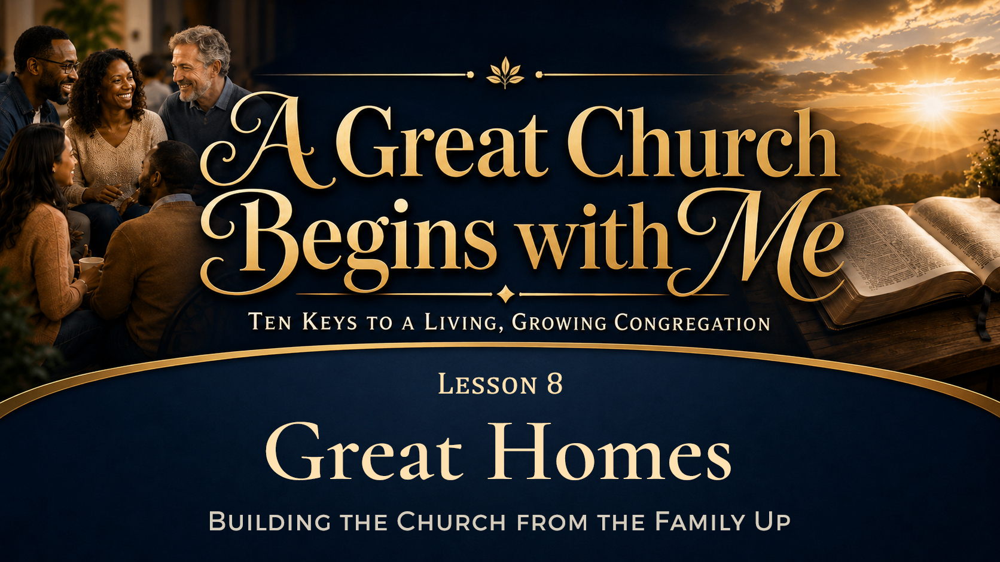 A Great Church
Begins with Me
Ten Keys to a Living, Growing Congregation
Lesson 8
Great Homes
Building the Church from the Family Up